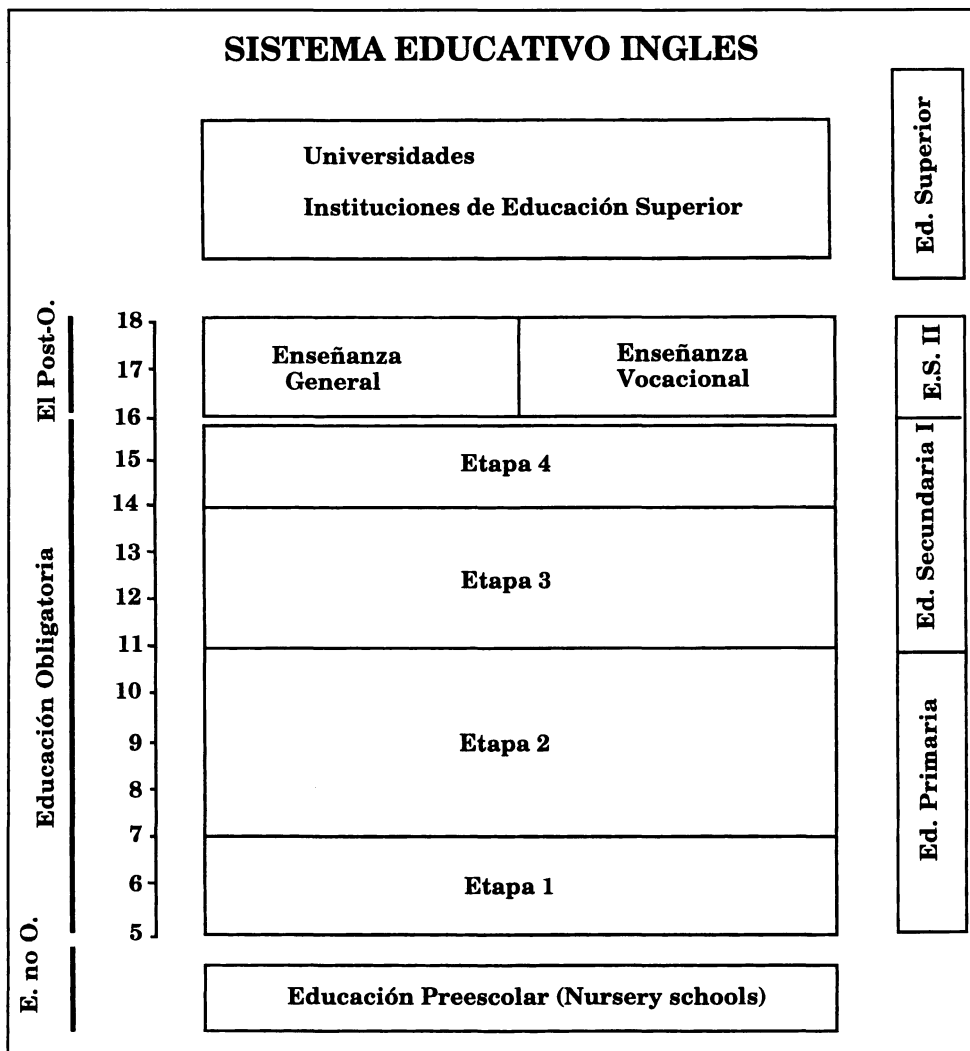 SISTEMA EDUCATIVO INGLES
Universidades
Instituciones de Educación Superior
Ed. Superior
El Post-O.
18
17
16
Enseñanza
General
Enseñanza
Vocacional
E.S. II
Educación Obligatoria
15
14
13
12
11
10
9
8
7
6
5
Etapa 4
Etapa 3
Etapa 2
Etapa 1
Ed. Secundaria I
Ed. Primaria
E. no O.
Educación Preescolar (Nursery schools)